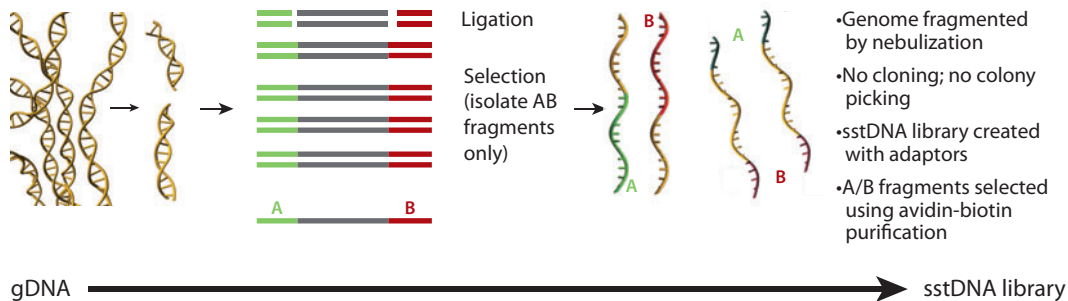 Ligation
Selection
(isolate AB
fragments
only)
A
B
B
A
A
B
•Genome fragmented
by nebulization
•No cloning; no colony
picking
•sstDNA library created
with adaptors
•A/B fragments selected
using avidin-biotin
purification
gDNA
sstDNA library